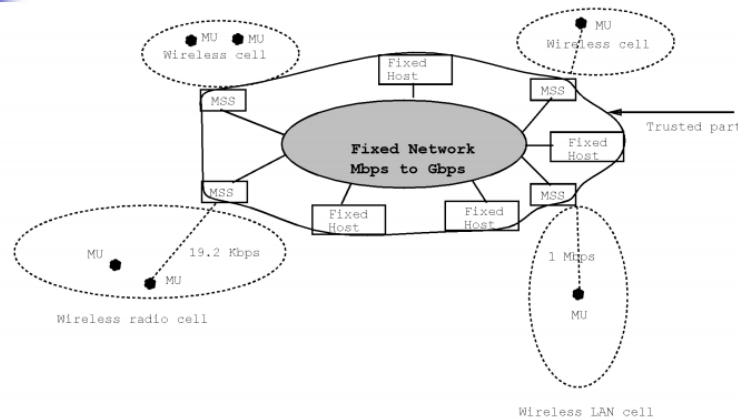 MU MU
Wireless cell
MU
Wireless cell
Fixed
Host
MSS
MSS
Trusted part
Fixed Network
Mbps to Gbps
Fixed
Host
MSS
MSS
Fixed
Host
Fixed
Host
MU
19.2 Kbps
MU
Wireless radio cell
1 Mbps
MU
Wireless LAN cell